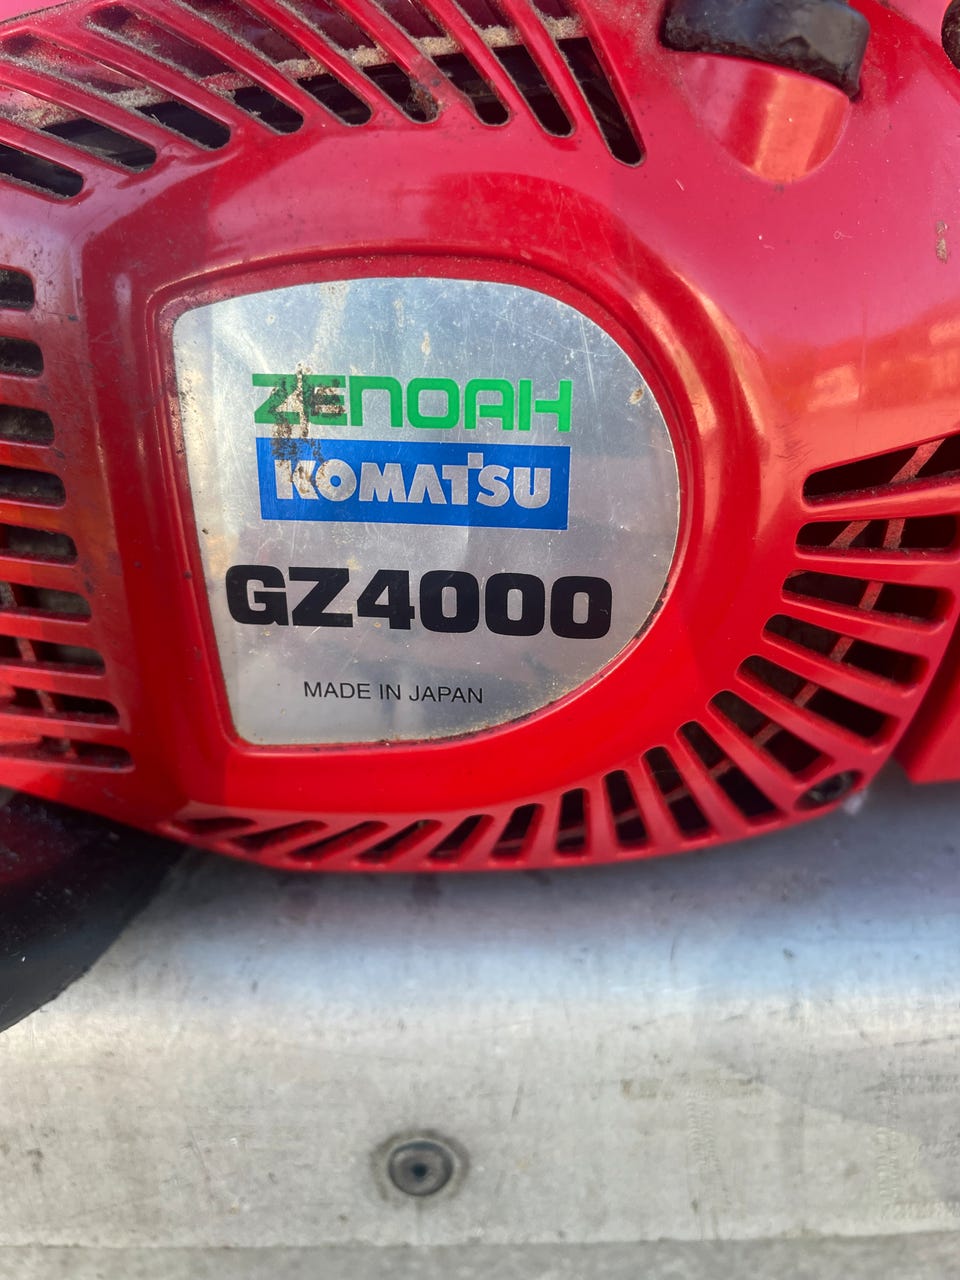 ZENOAH
KOMATSU
GZ4000
MADE IN JAPAN